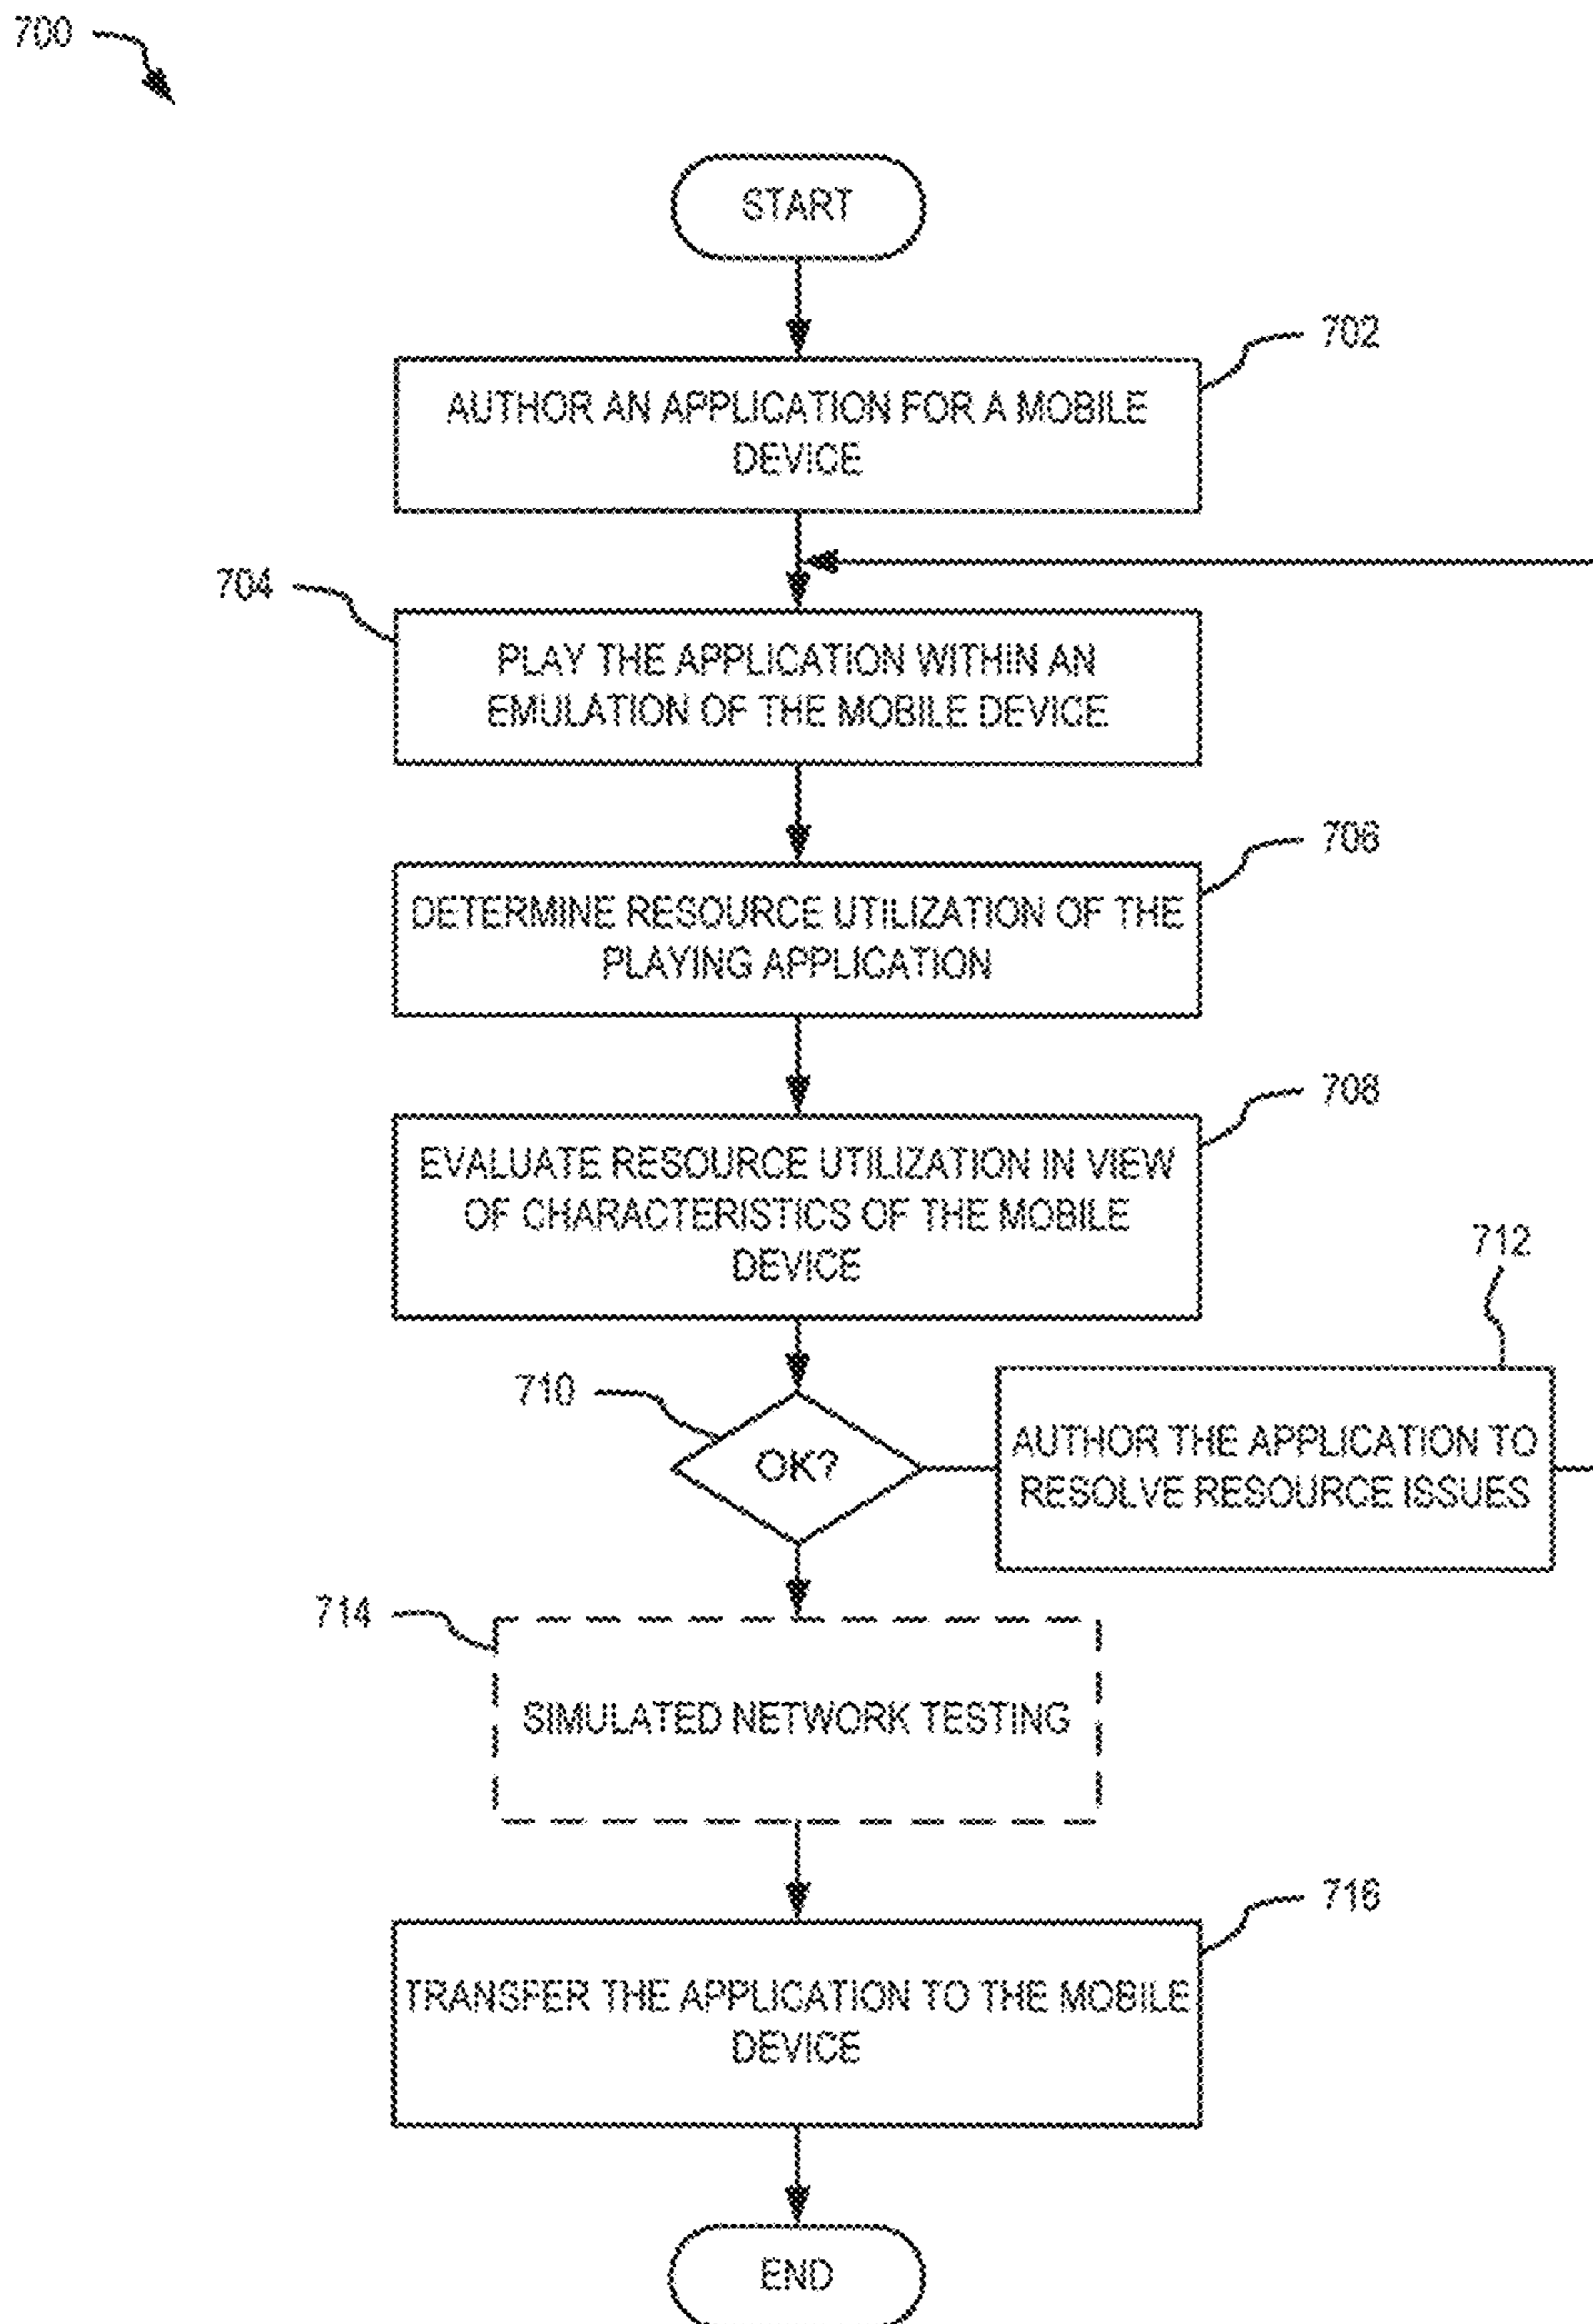 700
START
702
AUTHOR AN APPLICATION FOR A MOBILE
DEVICE
704
PLAY THE APPLICATION WITHIN AN
EMULATION OF THE MOBILE DEVICE
706
DETERMINE RESOURCE UTILIZATION OF THE
PLAYING APPLICATION
708
EVALUATE RESOURCE UTILIZATION IN VIEW
OF CHARACTERISTICS OF THE MOBILE
DEVICE
712
710
OK?
AUTHOR THE APPLICATION TO
RESOLVE RESOURCE ISSUES
714
SIMULATED NETWORK TESTING
716
TRANSFER THE APPLICATION TO THE MOBILE
DEVICE
END